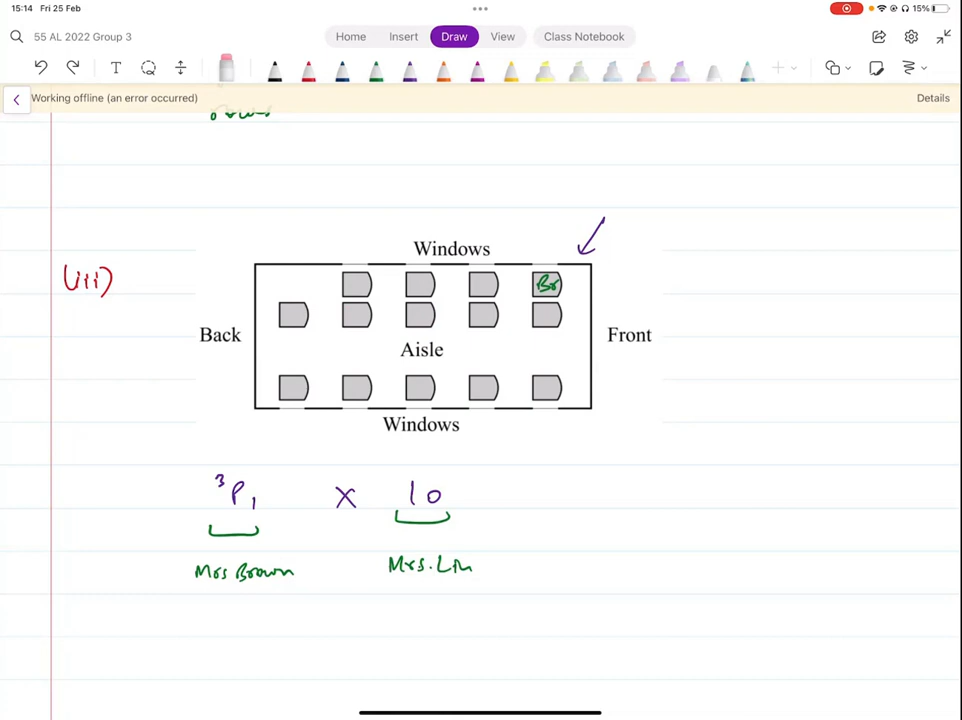 15:14 Fri 25 Feb
15%
55 AL 2022 Group 3
Home Insert Draw View Class Notebook
Working offline (an error occurred)
Details
Windows
(iii)
Br
Back
Aisle
Front
Windows
³P₁ X 10
Mrs Brown Mrs. Lin